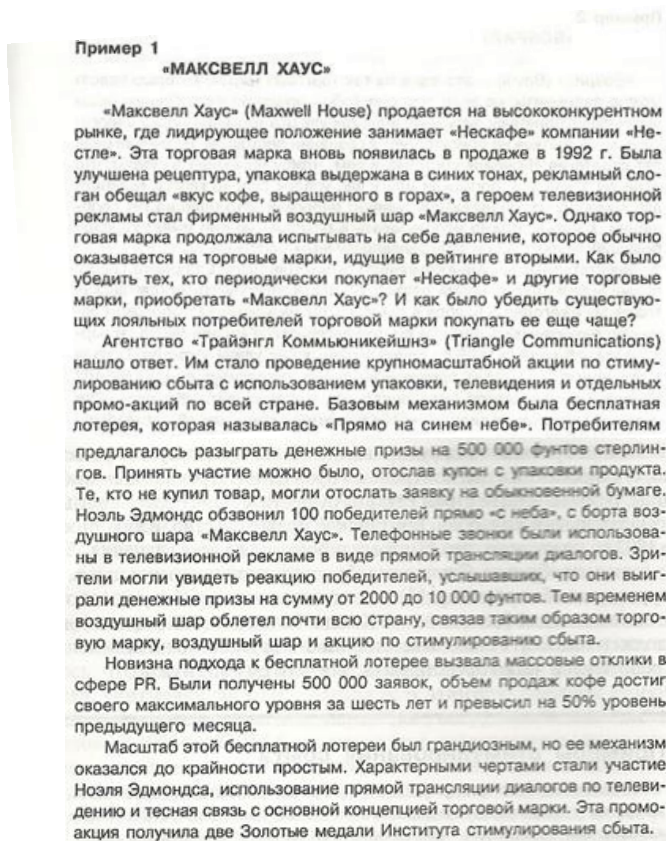 Пример 1
«МАКСВЕЛЛ ХАУС»
«Максвелл Хаус» (Maxwell House) продается на высококонкурентном
рынке, где лидирующее положение занимает «Нескафе» компании «Не-
стле». Эта торговая марка вновь появилась в продаже в 1992 г. Была
улучшена рецептура, упаковка выдержана в синих тонах, рекламный сло-
ган обещал «вкус кофе, выращенного в горах», а героем телевизионной
рекламы стал фирменный воздушный шар «Максвелл Хаус». Однако тор-
говая марка продолжала испытывать на себе давление, которое обычно
оказывается на торговые марки, идущие в рейтинге вторыми. Как было
убедить тех, кто периодически покупает «Нескафе» и другие торговые
марки, приобретать «Максвелл Хаус»? И как было убедить существую-
щих лояльных потребителей торговой марки покупать ее еще чаще?
Агентство «Трайэнгл Коммьюникейшнз» (Triangle Communications)
нашло ответ. Им стало проведение крупномасштабной акции по стиму-
лированию сбыта с использованием упаковки, телевидения и отдельных
промо-акций по всей стране. Базовым механизмом была бесплатная
лотерея, которая называлась «Прямо на синем небе». Потребителям
предлагалось разыграть денежные призы на 500 000 фунтов стерлин-
гов. Принять участие можно было, отослав купон с упаковки продукта.
Те, кто не купил товар, могли отослать заявку на обыкновенной бумаге.
Ноэль Эдмондс обзвонил 100 победителей прямо «с неба», с борта воз-
душного шара «Максвелл Хаус». Телефонные звонки были использова-
ны в телевизионной рекламе в виде прямой трансляции диалогов. Зри-
тели могли увидеть реакцию победителей, услышавших, что они выиг-
рали денежные призы на сумму от 2000 до 10 000 фунтов. Тем временем
воздушный шар облетел почти всю страну, связав таким образом торго-
вую марку, воздушный шар и акцию по стимулированию сбыта.
Новизна подхода к бесплатной лотерее вызвала массовые отклики в
сфере PR. Были получены 500 000 заявок, объем продаж кофе достиг
своего максимального уровня за шесть лет и превысил на 50% уровень
предыдущего месяца.
Масштаб этой бесплатной лотереи был грандиозным, но ее механизм
оказался до крайности простым. Характерными чертами стали участие
Ноэля Эдмондса, использование прямой трансляции диалогов по телеви-
дению и тесная связь с основной концепцией торговой марки. Эта промо-
акция получила две Золотые медали Института стимулирования сбыта.